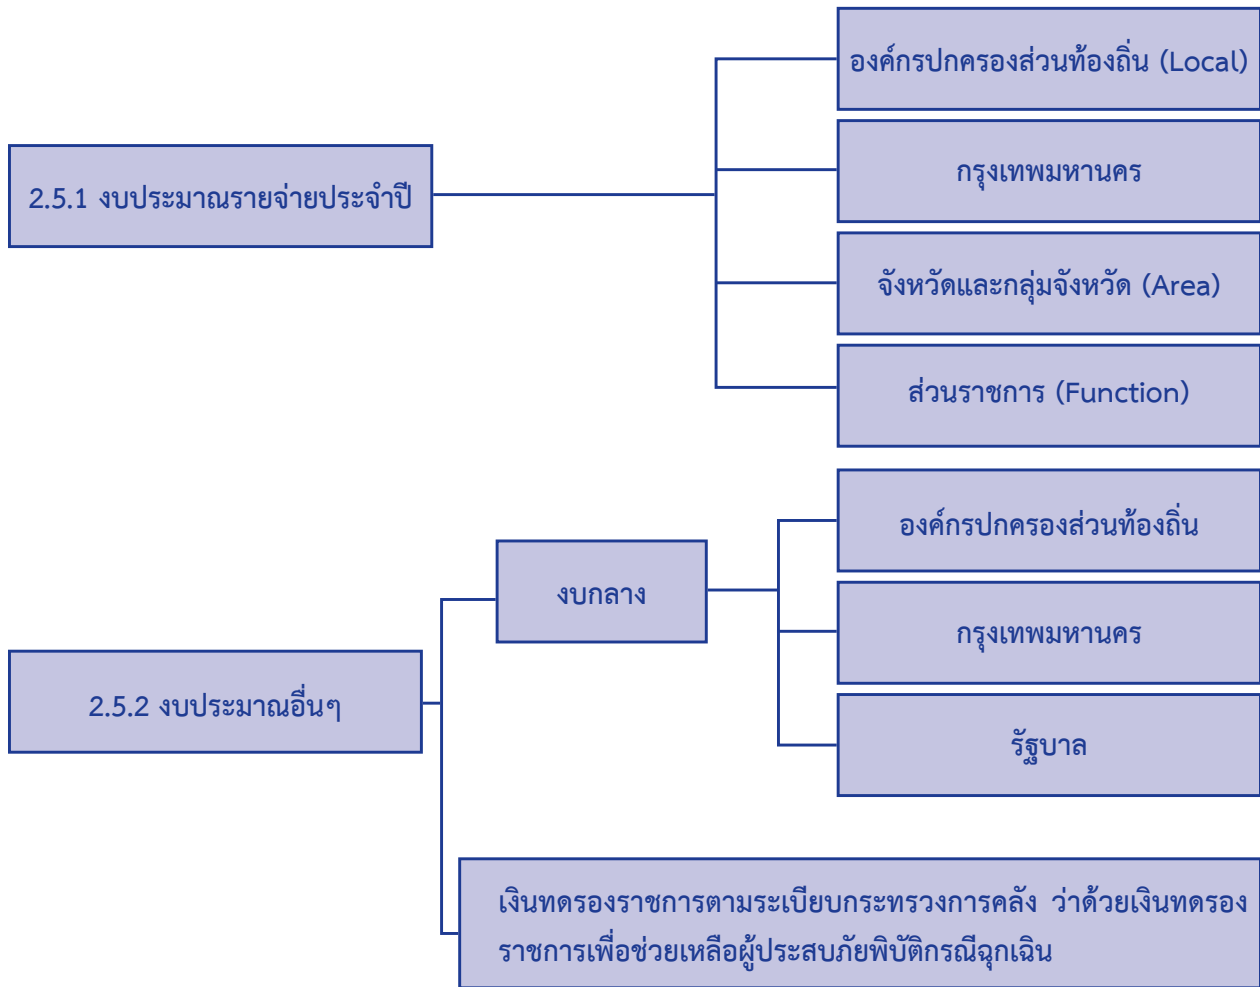 องค์กรปกครองส่วนท้องถิ่น (Local)
กรุงเทพมหานคร
2.5.1 งบประมาณรายจ่ายประจำปี
จังหวัดและกลุ่มจังหวัด (Area)
ส่วนราชการ (Function)
องค์กรปกครองส่วนท้องถิ่น
งบกลาง
กรุงเทพมหานคร
2.5.2 งบประมาณอื่นๆ
รัฐบาล
เงินทดรองราชการตามระเบียบกระทรวงการคลัง ว่าด้วยเงินทดรอง
ราชการเพื่อช่วยเหลือผู้ประสบภัยพิบัติกรณีฉุกเฉิน